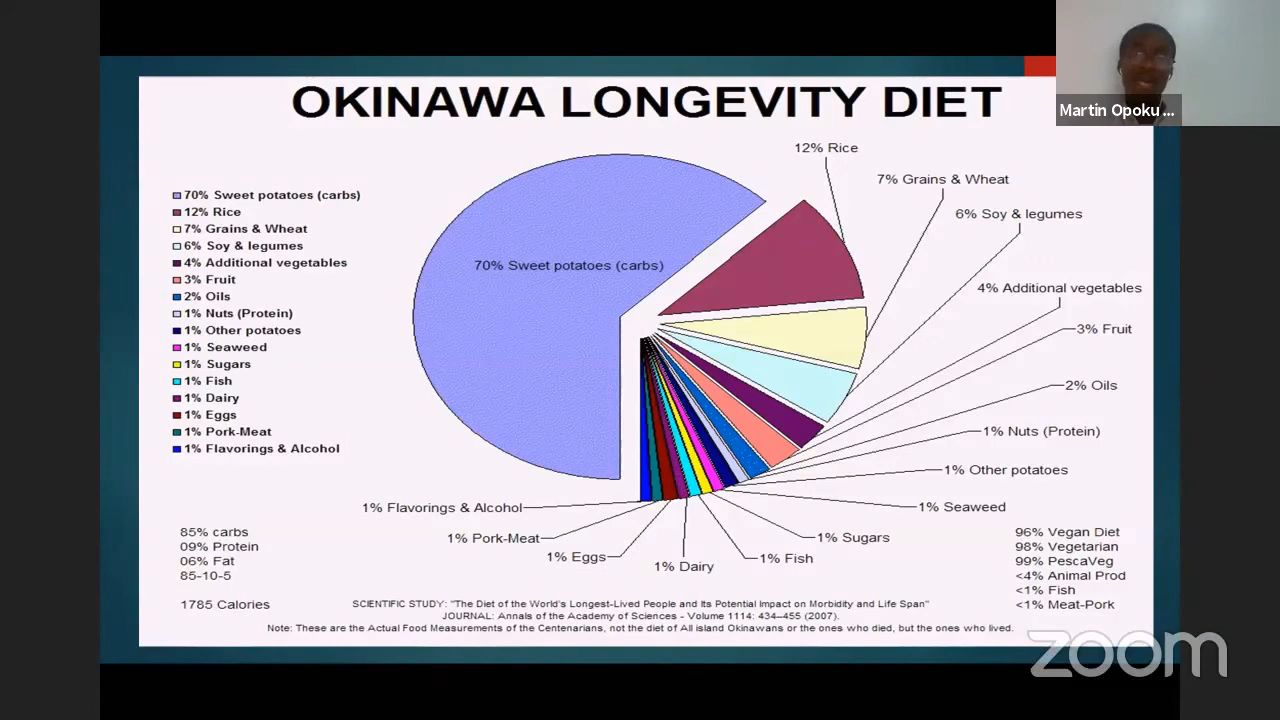 OKINAWA LONGEVITY DIET
Martin Opoku ...
70% Sweet potatoes (carbs)
12% Rice
7% Grains & Wheat
6% Soy & legumes
4% Additional vegetables
3% Fruit
2% Oils
1% Nuts (Protein)
1% Other potatoes
1% Seaweed
1% Sugars
1% Fish
1% Dairy
1% Eggs
1% Pork-Meat
1% Flavorings & Alcohol
70% Sweet potatoes (carbs)
12% Rice
7% Grains & Wheat
6% Soy & legumes
4% Additional vegetables
3% Fruit
2% Oils
1% Nuts (Protein)
1% Other potatoes
1% Seaweed
1% Sugars
1% Fish
1% Dairy
1% Eggs
1% Pork-Meat
1% Flavorings & Alcohol
85% carbs
09% Protein
06% Fat
85-10-5
1785 Calories
96% Vegan Diet
98% Vegetarian
99% PescaVeg
<4% Animal Prod
<1% Fish
<1% Meat-Pork
SCIENTIFIC STUDY: "The Diet of the World's Longest-Lived People and Its Potential Impact on Morbidity and Life Span"
JOURNAL: Annals of the Academy of Sciences - Volume 1114: 434–455 (2007).
Note: These are the Actual Food Measurements of the Centenarians, not the diet of All island Okinawans or the ones who died, but the ones who lived.
zoom